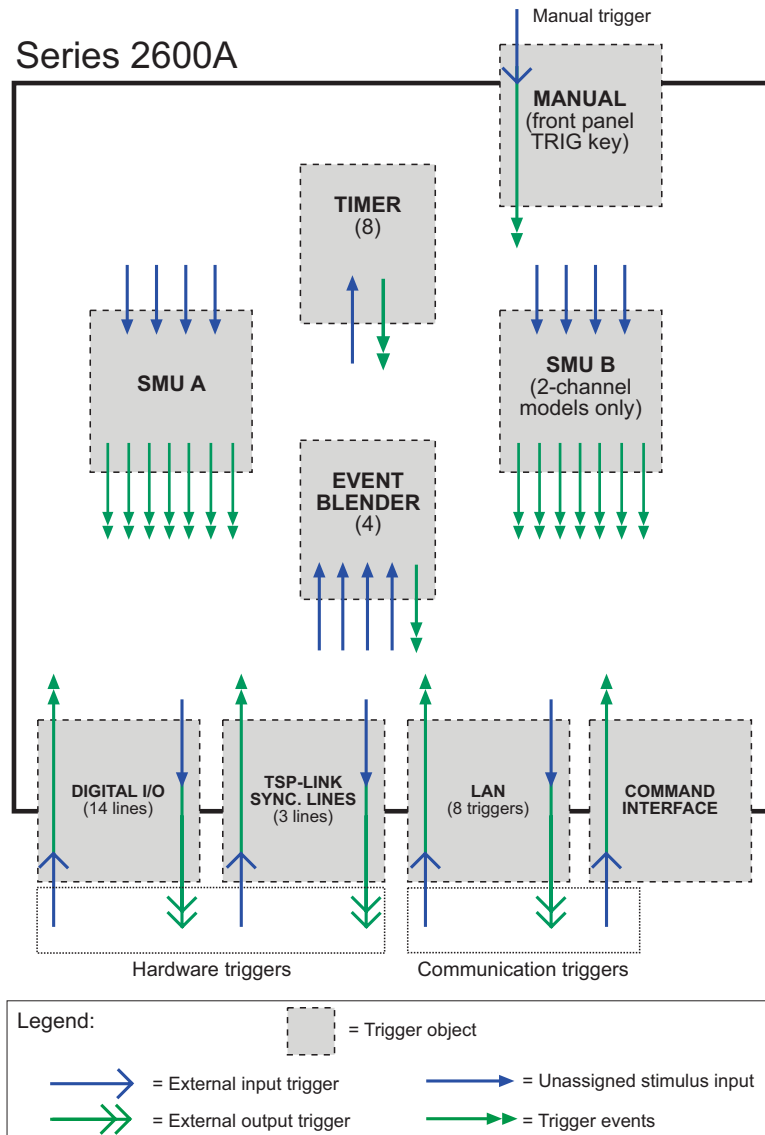 Manual trigger
Series 2600A
MANUAL
(front panel
TRIG key)
TIMER
(8)
SMU A
SMU B
(2-channel
models only)
EVENT
BLENDER
(4)
DIGITAL I/O
(14 lines)
TSP-LINK
SYNC. LINES
(3 lines)
LAN
(8 triggers)
COMMAND
INTERFACE
Hardware triggers
Communication triggers
Legend:
= Trigger object
= External input trigger
= Unassigned stimulus input
= External output trigger
= Trigger events